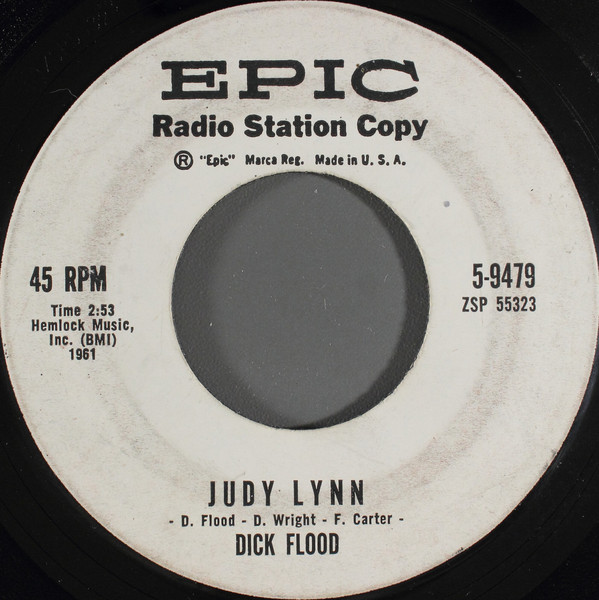 EPIC
Radio Station Copy
Ⓡ "Epic" Marca Reg. Made in U. S. A.
45 RPM
Time 2:53
Hemlock Music,
Inc. (BMI)
1961
5-9479
ZSP 55323
JUDY LYNN
- D. Flood - D. Wright - F. Carter -
DICK FLOOD